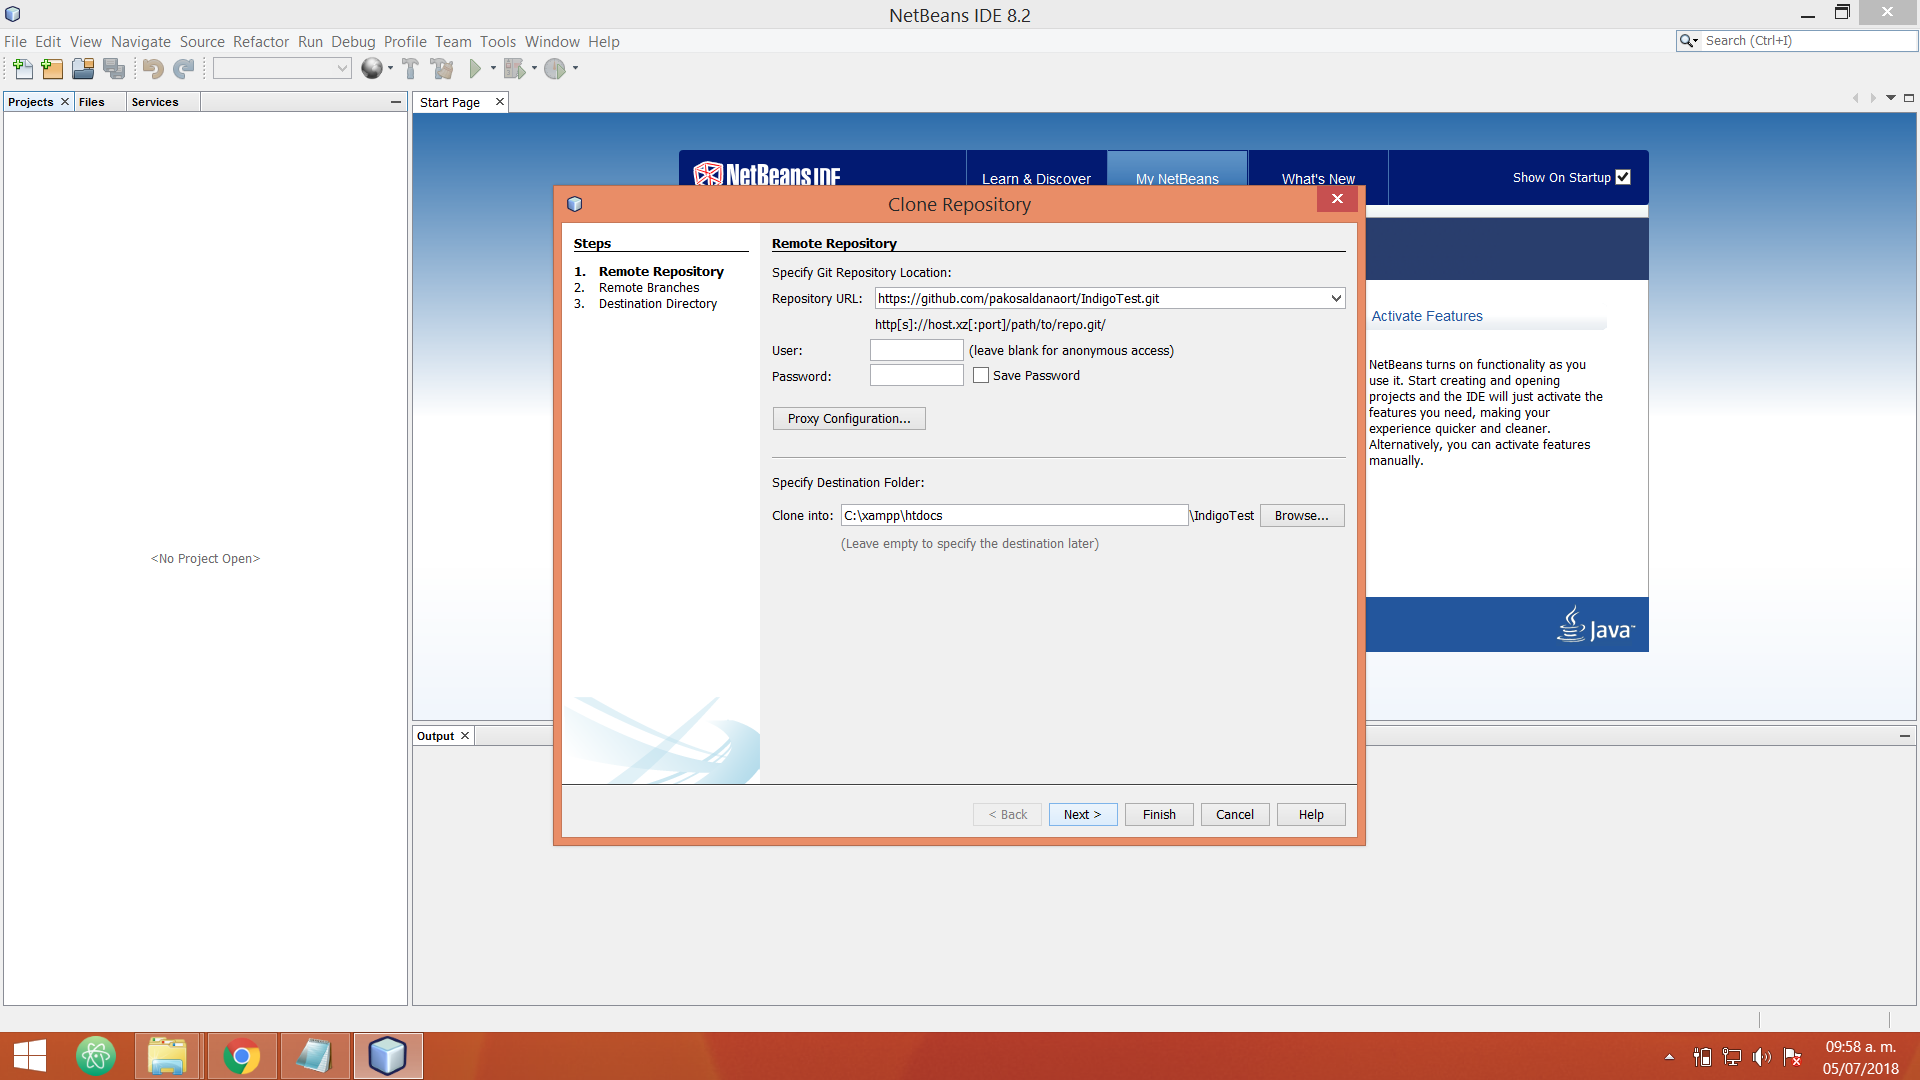 NetBeans IDE 8.2
File Edit View Navigate Source Refactor Run Debug Profile Team Tools Window Help
Search (Ctrl+I)
Projects Files Services
Start Page
NetBeans IDE
Learn & Discover My NetBeans What's New Show On Startup
Clone Repository
Steps
1. Remote Repository
2. Remote Branches
3. Destination Directory
Remote Repository
Specify Git Repository Location:
Repository URL: https://github.com/pakosaldanaort/IndigoTest.git
http[s]://host.xz[:port]/path/to/repo.git/
User: (leave blank for anonymous access)
Password: Save Password
Proxy Configuration...
Specify Destination Folder:
Clone into: C:\xampp\htdocs \IndigoTest Browse...
(Leave empty to specify the destination later)
< Back Next > Finish Cancel Help
Activate Features
NetBeans turns on functionality as you
use it. Start creating and opening
projects and the IDE will just activate the
features you need, making your
experience quicker and cleaner.
Alternatively, you can activate features
manually.
Java™
<No Project Open>
Output
09:58 a. m.
05/07/2018